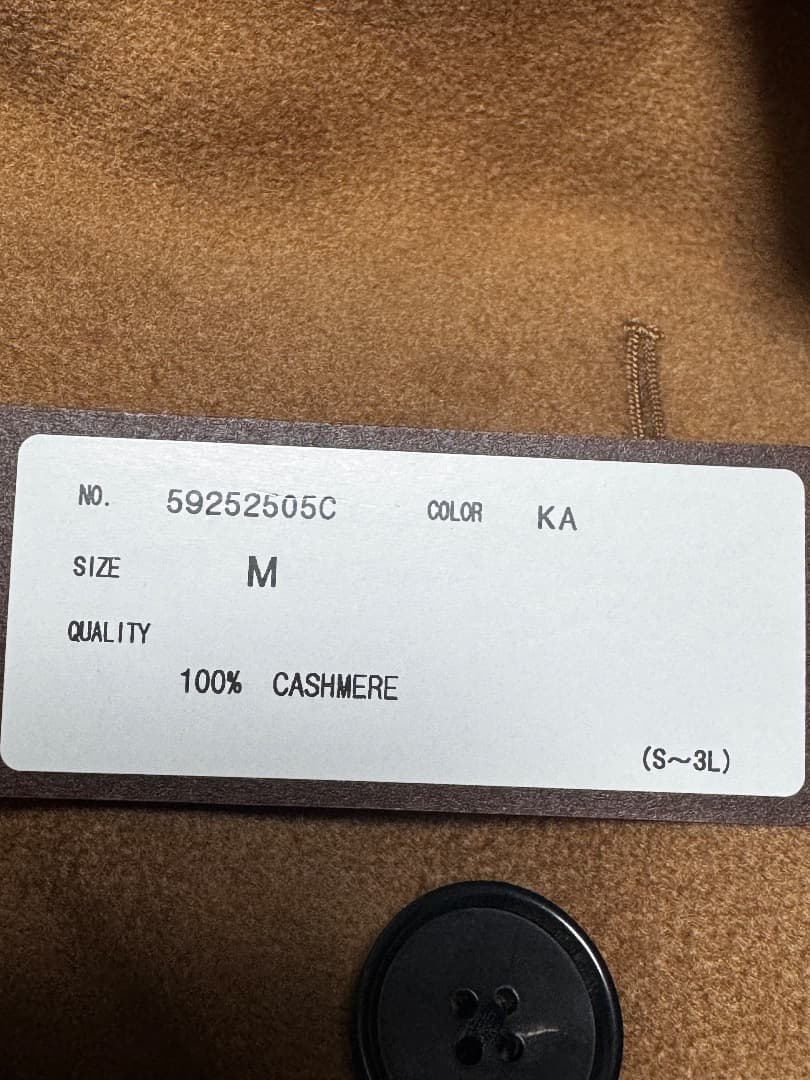 NO. 59252505C COLOR KA
SIZE M
QUALITY
100% CASHMERE
(S～3L)